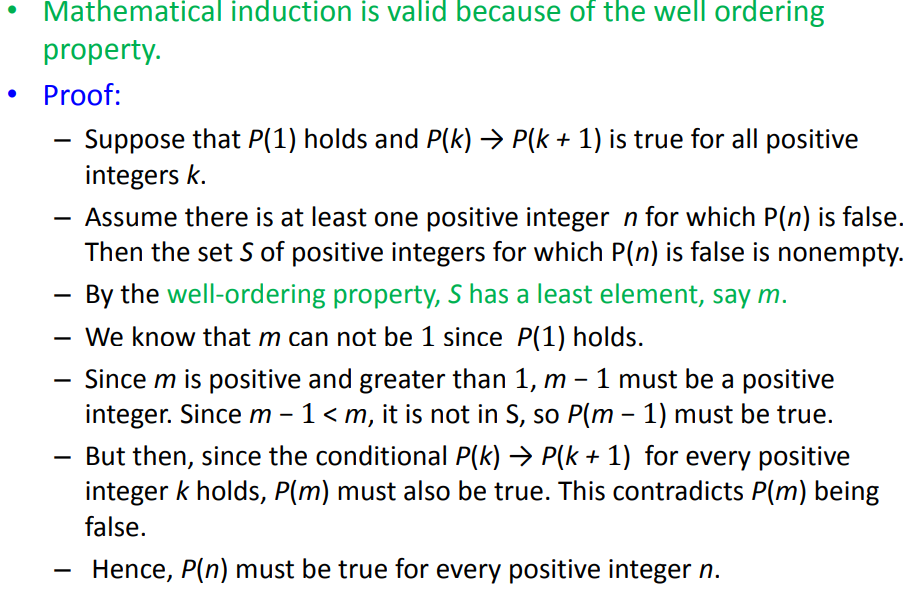 • Mathematical induction is valid because of the well ordering
property.
• Proof:
– Suppose that P(1) holds and P(k) → P(k + 1) is true for all positive
integers k.
– Assume there is at least one positive integer n for which P(n) is false.
Then the set S of positive integers for which P(n) is false is nonempty.
– By the well-ordering property, S has a least element, say m.
– We know that m can not be 1 since P(1) holds.
– Since m is positive and greater than 1, m − 1 must be a positive
integer. Since m − 1 < m, it is not in S, so P(m − 1) must be true.
– But then, since the conditional P(k) → P(k + 1) for every positive
integer k holds, P(m) must also be true. This contradicts P(m) being
false.
– Hence, P(n) must be true for every positive integer n.